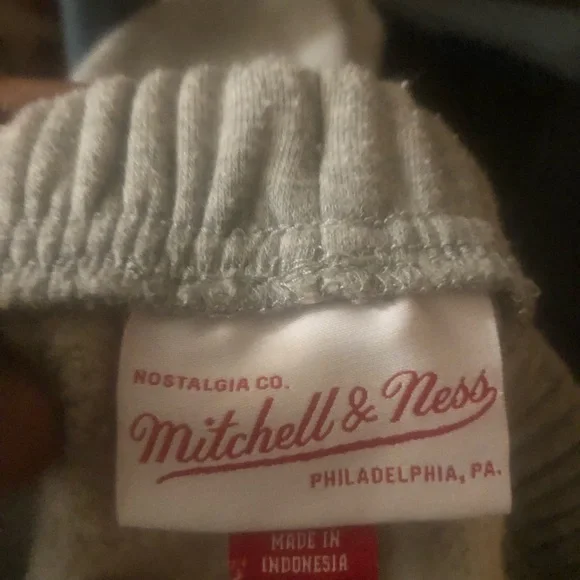 NOSTALGIA CO.
Mitchell & Ness
PHILADELPHIA, PA.
MADE IN
INDONESIA